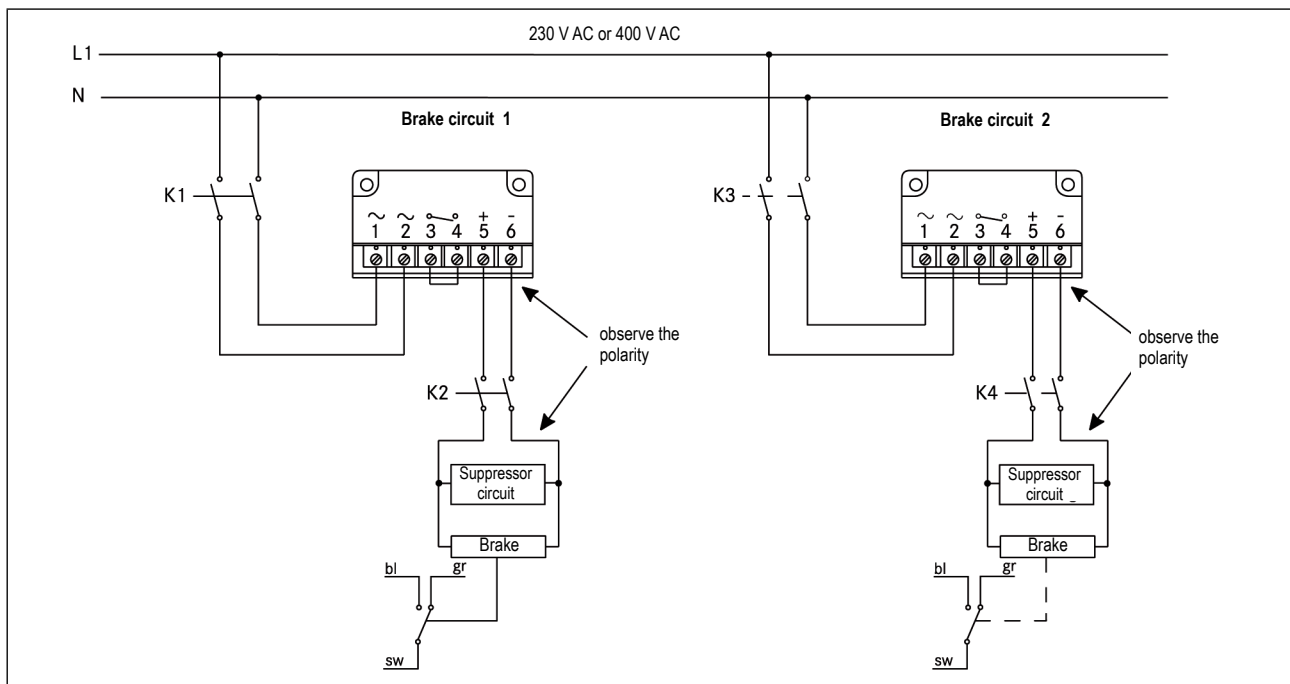 230 V AC or 400 V AC
L1
N
Brake circuit 1
Brake circuit 2
K1
~ ~ + -
1 2 3 4 5 6
K3
~ ~ + -
1 2 3 4 5 6
observe the
polarity
observe the
polarity
K2
K4
Suppressor
circuit
Suppressor
circuit _
Brake
Brake
bl gr
bl gr
sw
sw